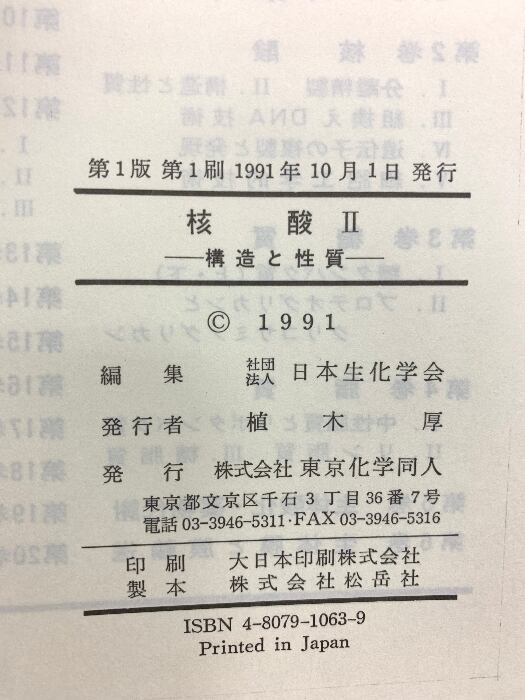 第1版 第1刷 1991年10月1日 発行
核 酸 II
—構造と性質—
© 1991
編 集 社団法人 日本生化学会
発行者 植 木 厚
発 行 株式会社 東京化学同人
東京都文京区千石3丁目36番7号
電話 03-3946-5311・FAX 03-3946-5316
印 刷 大日本印刷株式会社
製 本 株式会社松岳社
ISBN 4-8079-1063-9
Printed in Japan